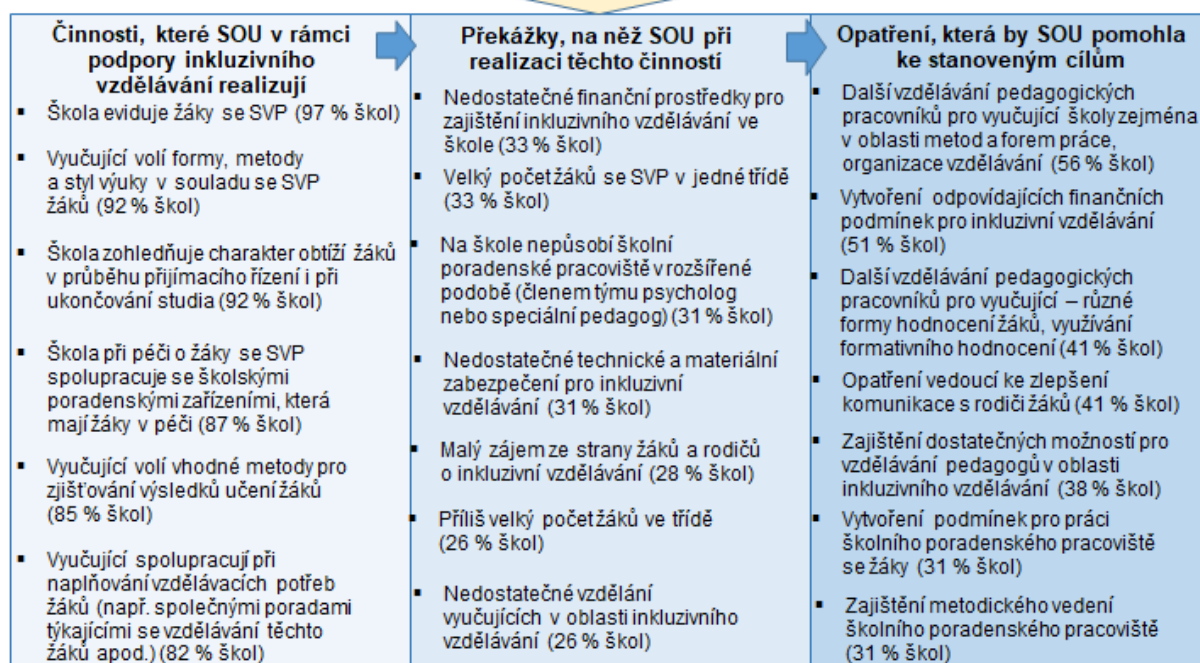 Činnosti, které SOU v rámci
podpory inkluzivního
vzdělávání realizují
▪ Škola eviduje žáky se SVP (97 % škol)
▪ Vyučující volí formy, metody
a styl výuky v souladu se SVP
žáků (92 % škol)
▪ Škola zohledňuje charakter obtíží žáků
v průběhu přijímacího řízení i při
ukončování studia (92 % škol)
▪ Škola při péči o žáky se SVP
spolupracuje se školskými
poradenskými zařízeními, která
mají žáky v péči (87 % škol)
▪ Vyučující volí vhodné metody pro
zjišťování výsledků učení žáků
(85 % škol)
▪ Vyučující spolupracují při
naplňování vzdělávacích potřeb
žáků (např. společnými poradami
týkajícími se vzdělávání těchto
žáků apod.) (82 % škol)
Překážky, na něž SOU při
realizaci těchto činností
▪ Nedostatečné finanční prostředky pro
zajištění inkluzivního vzdělávání ve
škole (33 % škol)
▪ Velký počet žáků se SVP v jedné třídě
(33 % škol)
▪ Na škole nepůsobí školní
poradenské pracoviště v rozšířené
podobě (členem týmu psycholog
nebo speciální pedagog) (31 % škol)
▪ Nedostatečné technické a materiální
zabezpečení pro inkluzivní
vzdělávání (31 % škol)
▪ Malý zájem ze strany žáků a rodičů
o inkluzivní vzdělávání (28 % škol)
▪ Příliš velký počet žáků ve třídě
(26 % škol)
▪ Nedostatečné vzdělání
vyučujících v oblasti inkluzivního
vzdělávání (26 % škol)
Opatření, která by SOU pomohla
ke stanoveným cílům
▪ Další vzdělávání pedagogických
pracovníků pro vyučující školy zejména
v oblasti metod a forem práce,
organizace vzdělávání (56 % škol)
▪ Vytvoření odpovídajících finančních
podmínek pro inkluzivní vzdělávání
(51 % škol)
▪ Další vzdělávání pedagogických
pracovníků pro vyučující – různé
formy hodnocení žáků, využívání
formativního hodnocení (41 % škol)
▪ Opatření vedoucí ke zlepšení
komunikace s rodiči žáků (41 % škol)
▪ Zajištění dostatečných možností pro
vzdělávání pedagogů v oblasti
inkluzivního vzdělávání (38 % škol)
▪ Vytvoření podmínek pro práci
školního poradenského pracoviště
se žáky (31 % škol)
▪ Zajištění metodického vedení
školního poradenského pracoviště
(31 % škol)